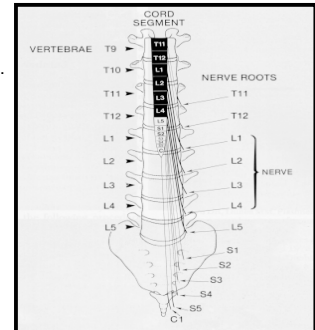 .
CORD
SEGMENT
VERTEBRAE
T9
T10
T11
T12
L1
L2
L3
L4
L5
T11
T12
L1
L2
L3
L4
L5
S1
S2
NERVE ROOTS
T11
T12
L1
L2
L3
L4
L5
NERVE
S1
S2
S3
S4
S5
C1